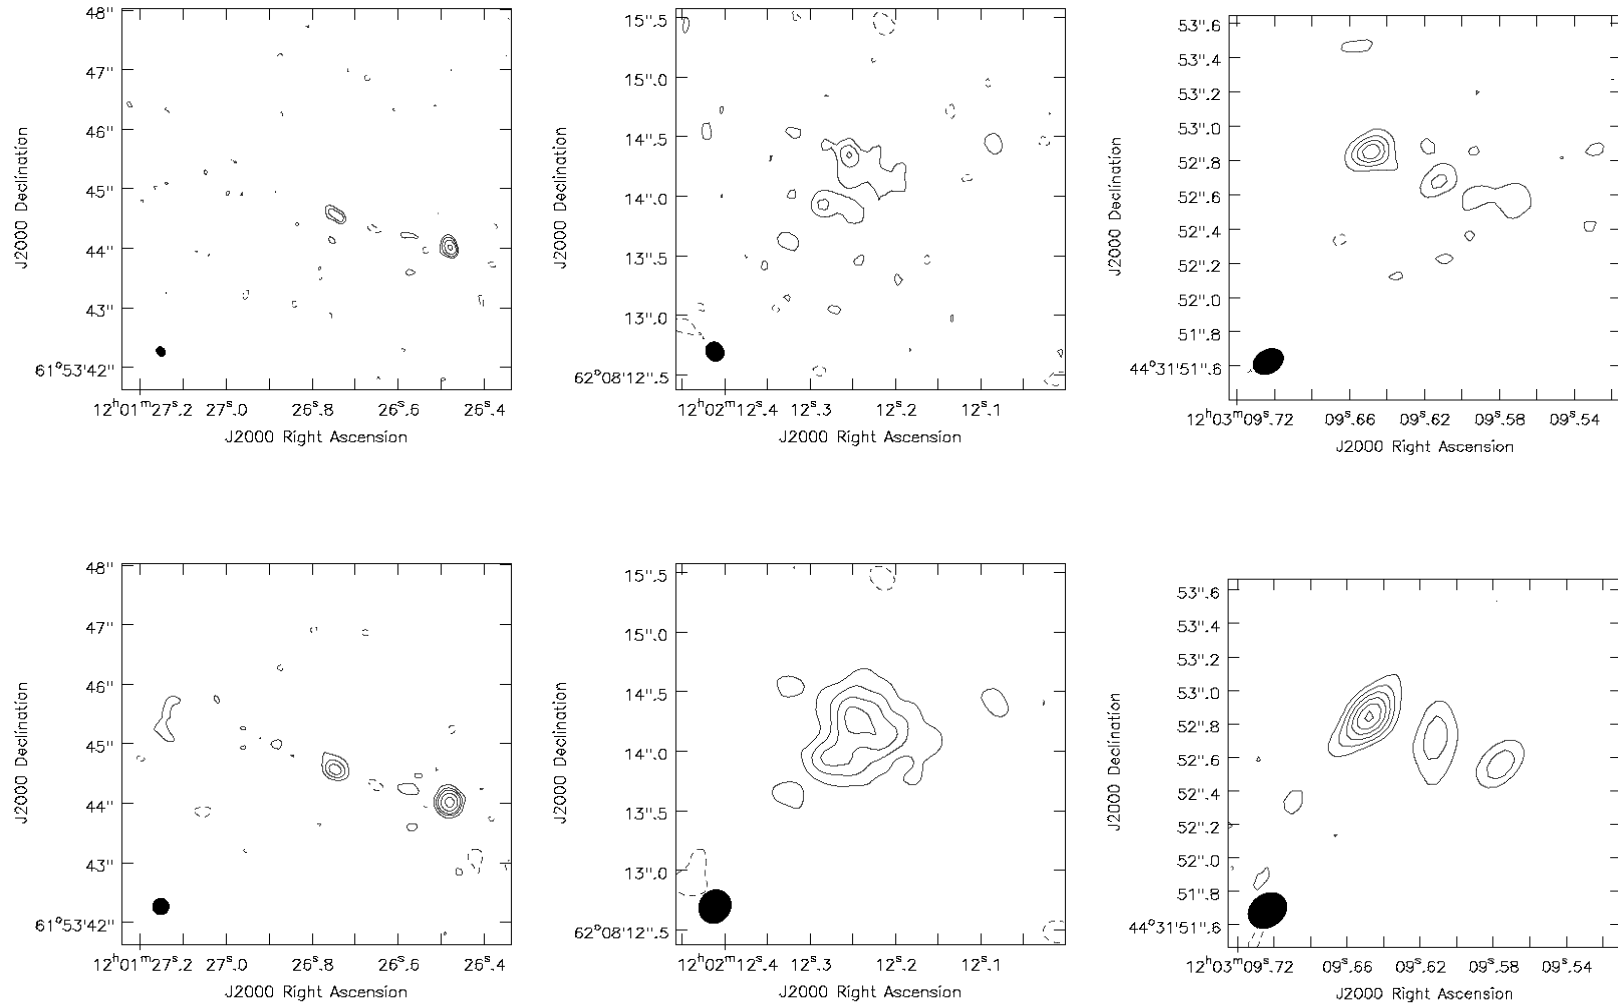 48"
47"
46"
45"
44"
43"
61°53'42"
12ʰ01ᵐ27ˢ.2 27ˢ.0 26ˢ.8 26ˢ.6 26ˢ.4
J2000 Right Ascension
J2000 Declination
15".5
15".0
14".5
14".0
13".5
13".0
62°08'12".5
12ʰ02ᵐ12ˢ.4 12ˢ.3 12ˢ.2 12ˢ.1
J2000 Right Ascension
J2000 Declination
53".6
53".4
53".2
53".0
52".8
52".6
52".4
52".2
52".0
51".8
44°31'51".6
12ʰ03ᵐ09ˢ.72 09ˢ.66 09ˢ.62 09ˢ.58 09ˢ.54
J2000 Right Ascension
J2000 Declination
48"
47"
46"
45"
44"
43"
61°53'42"
12ʰ01ᵐ27ˢ.2 27ˢ.0 26ˢ.8 26ˢ.6 26ˢ.4
J2000 Right Ascension
J2000 Declination
15".5
15".0
14".5
14".0
13".5
13".0
62°08'12".5
12ʰ02ᵐ12ˢ.4 12ˢ.3 12ˢ.2 12ˢ.1
J2000 Right Ascension
J2000 Declination
53".6
53".4
53".2
53".0
52".8
52".6
52".4
52".2
52".0
51".8
44°31'51".6
12ʰ03ᵐ09ˢ.72 09ˢ.66 09ˢ.62 09ˢ.58 09ˢ.54
J2000 Right Ascension
J2000 Declination